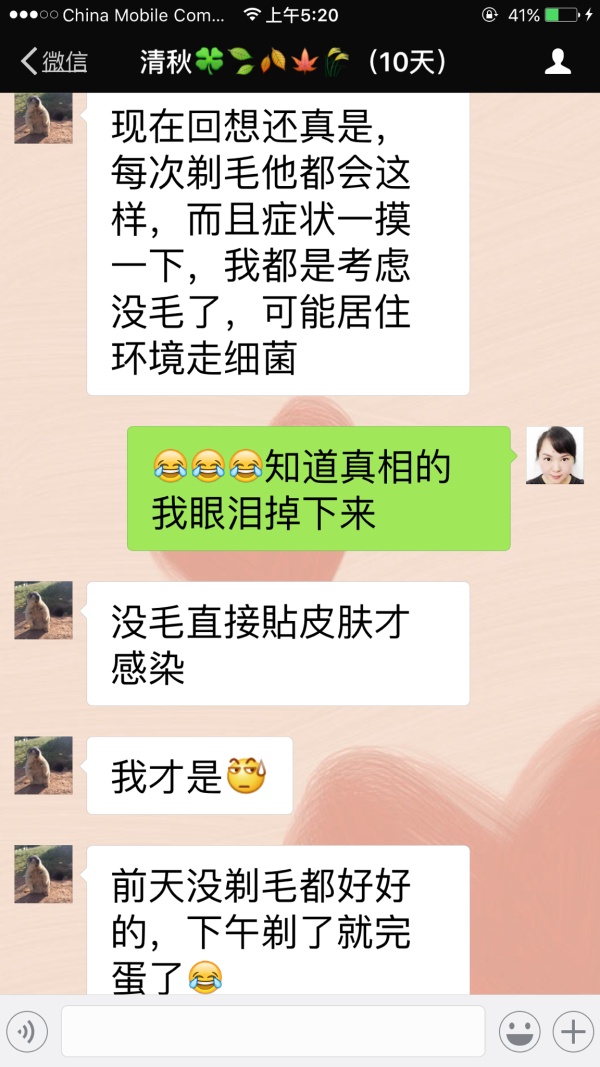 China Mobile Com... 上午5:20 41%
微信 清秋🍀🍃🍂🍁🌾（10天）
现在回想还真是，
每次剃毛他都会这
样，而且症状一摸
一下，我都是考虑
没毛了，可能居住
环境走细菌
😂😂😂知道真相的
我眼泪掉下来
没毛直接貼皮肤才
感染
我才是
前天没剃毛都好好
的，下午剃了就完
蛋了😂